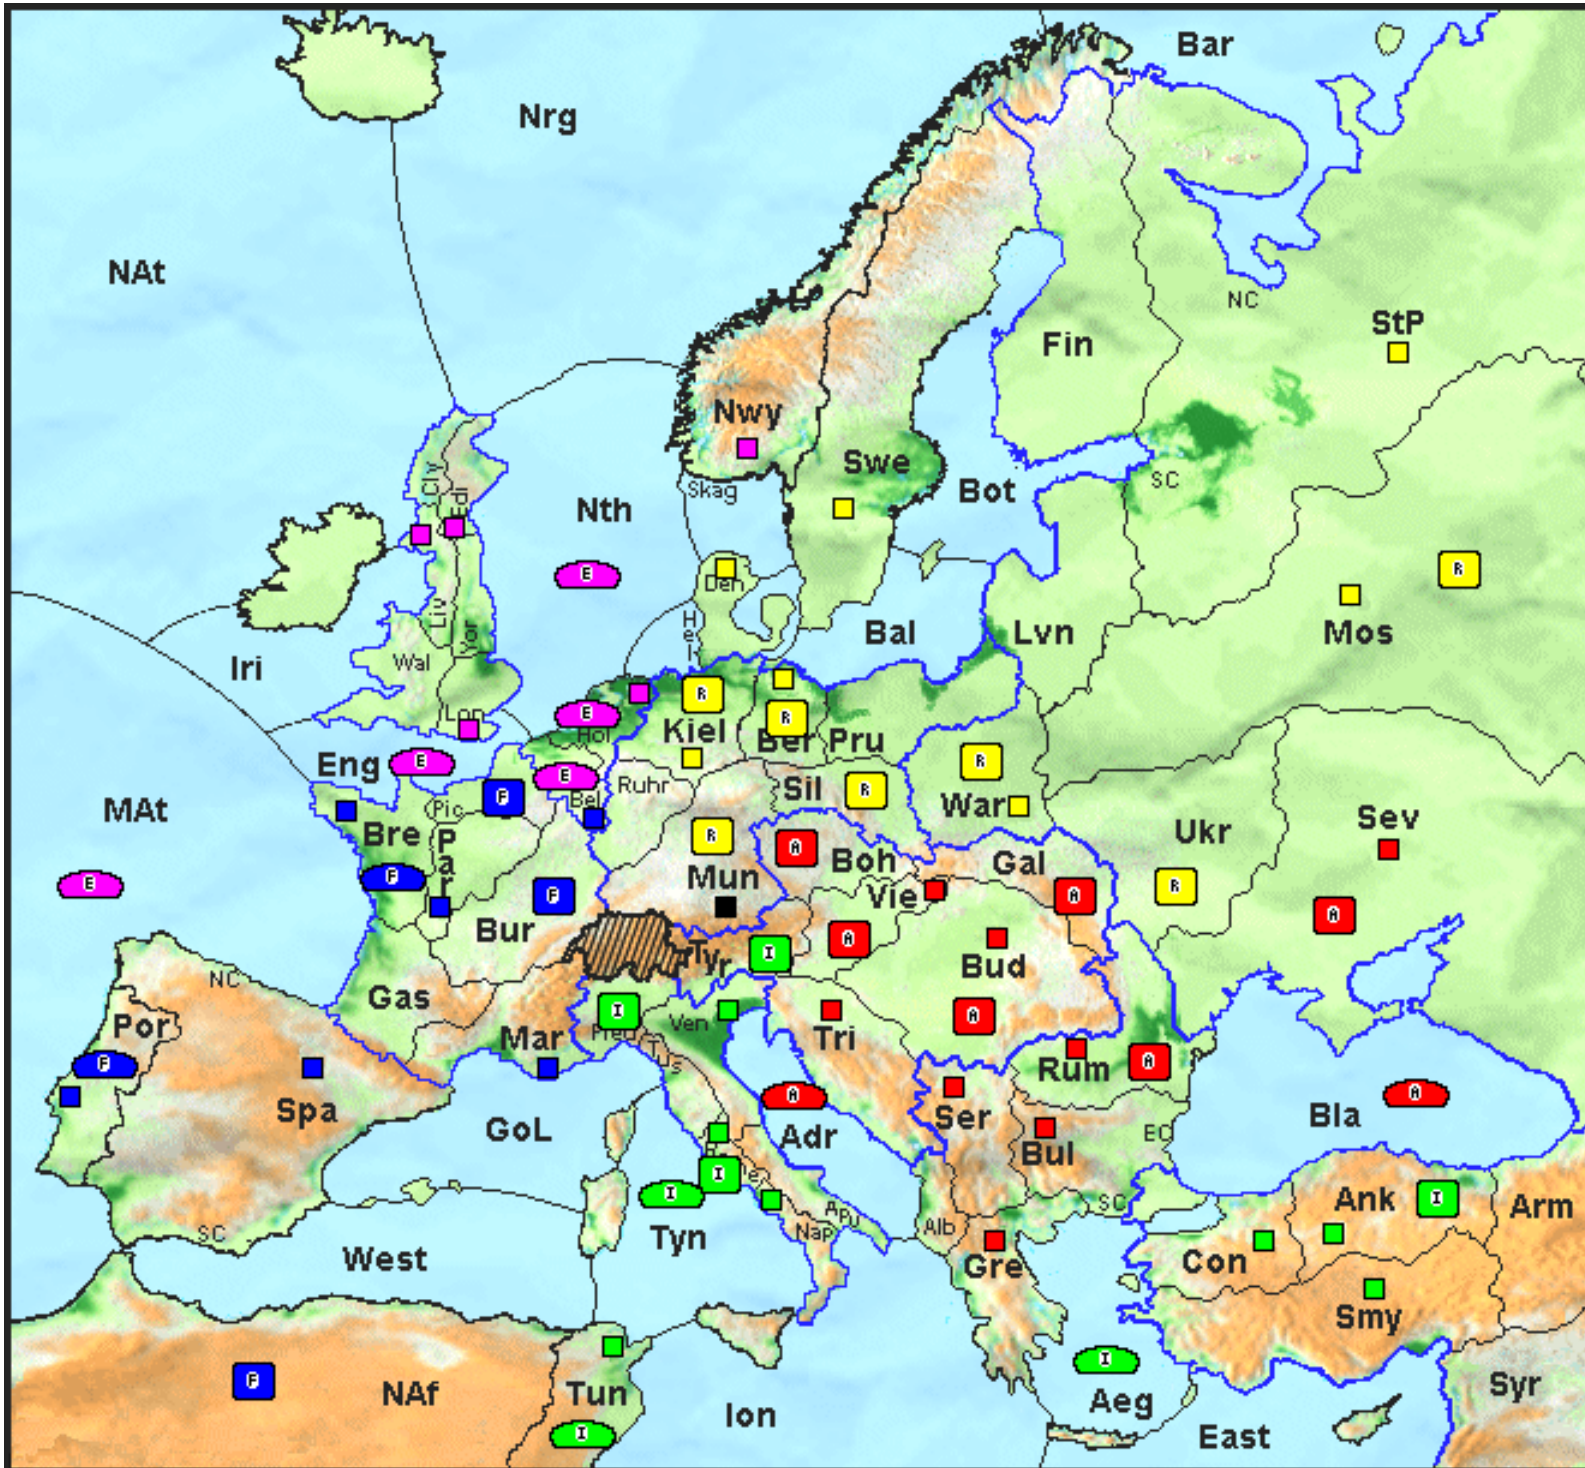 Bar
Nrg
NAt
NC
StP
Fin
Nwy
Swe
Cly
Edi
Skag
Bot
SC
Nth
E
R
Den
Liv
Yor
Hel
Bal
Lvn
Mos
Iri
Wal
R
Lon
E
R
Hol
Kiel
Ber
Pru
Eng
E
E
R
Ruhr
Sil
R
War
MAt
Pic
F
Bel
Bre
Par
R
A
Boh
Gal
Ukr
Sev
E
F
F
Mun
Vie
A
R
A
Bur
Tyr
I
A
Bud
NC
Gas
I
Pied
Ven
Tri
A
Por
Mar
Tus
Rum
A
F
Spa
GoL
A
Adr
Ser
Bul
EC
Bla
A
I
I
Rome
Tyn
Nap
Apu
Alb
SC
Ank
I
Arm
SC
West
Gre
Con
Smy
F
NAf
Tun
I
Ion
I
Aeg
East
Syr